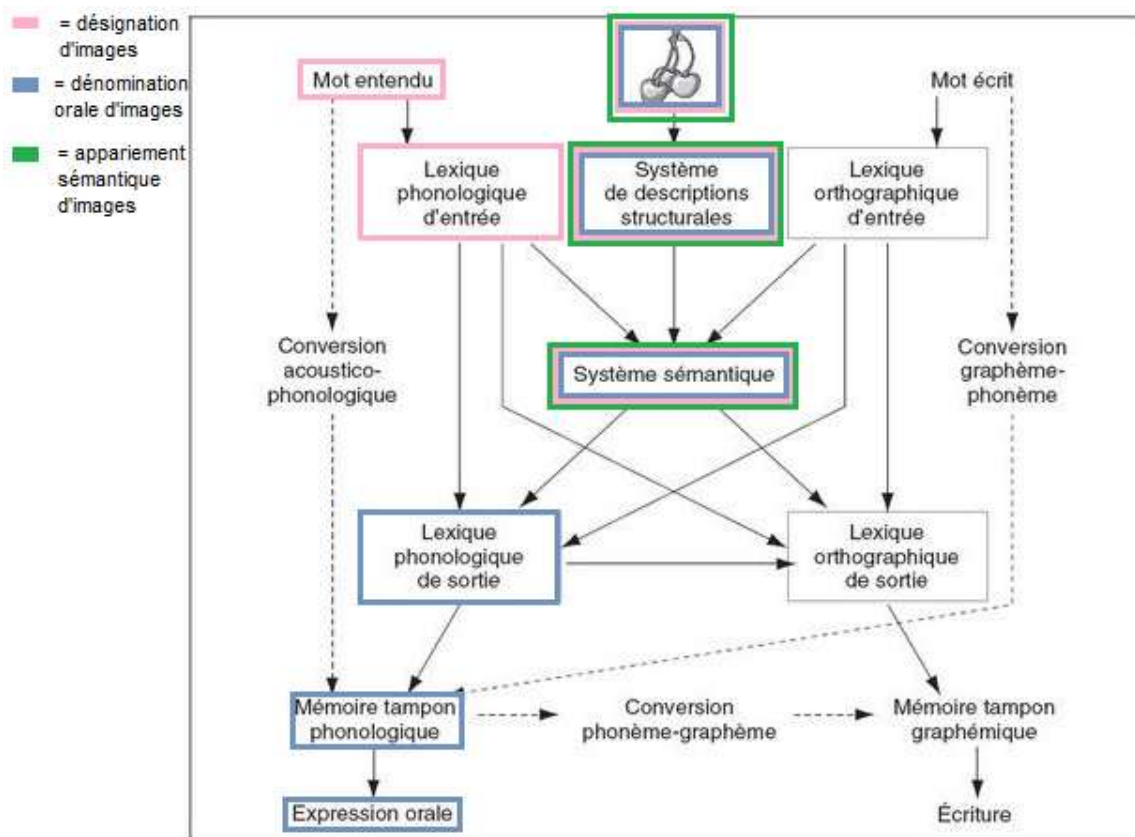 = désignation
d'images
= dénomination
orale d'images
= appariement
sémantique
d'images
Mot entendu
Mot écrit
Lexique
phonologique
d'entrée
Système
de descriptions
structurales
Lexique
orthographique
d'entrée
Conversion
acoustico-
phonologique
Système sémantique
Conversion
graphème-
phonème
Lexique
phonologique
de sortie
Lexique
orthographique
de sortie
Mémoire tampon
phonologique
Conversion
phonème-graphème
Mémoire tampon
graphémique
Expression orale
Écriture